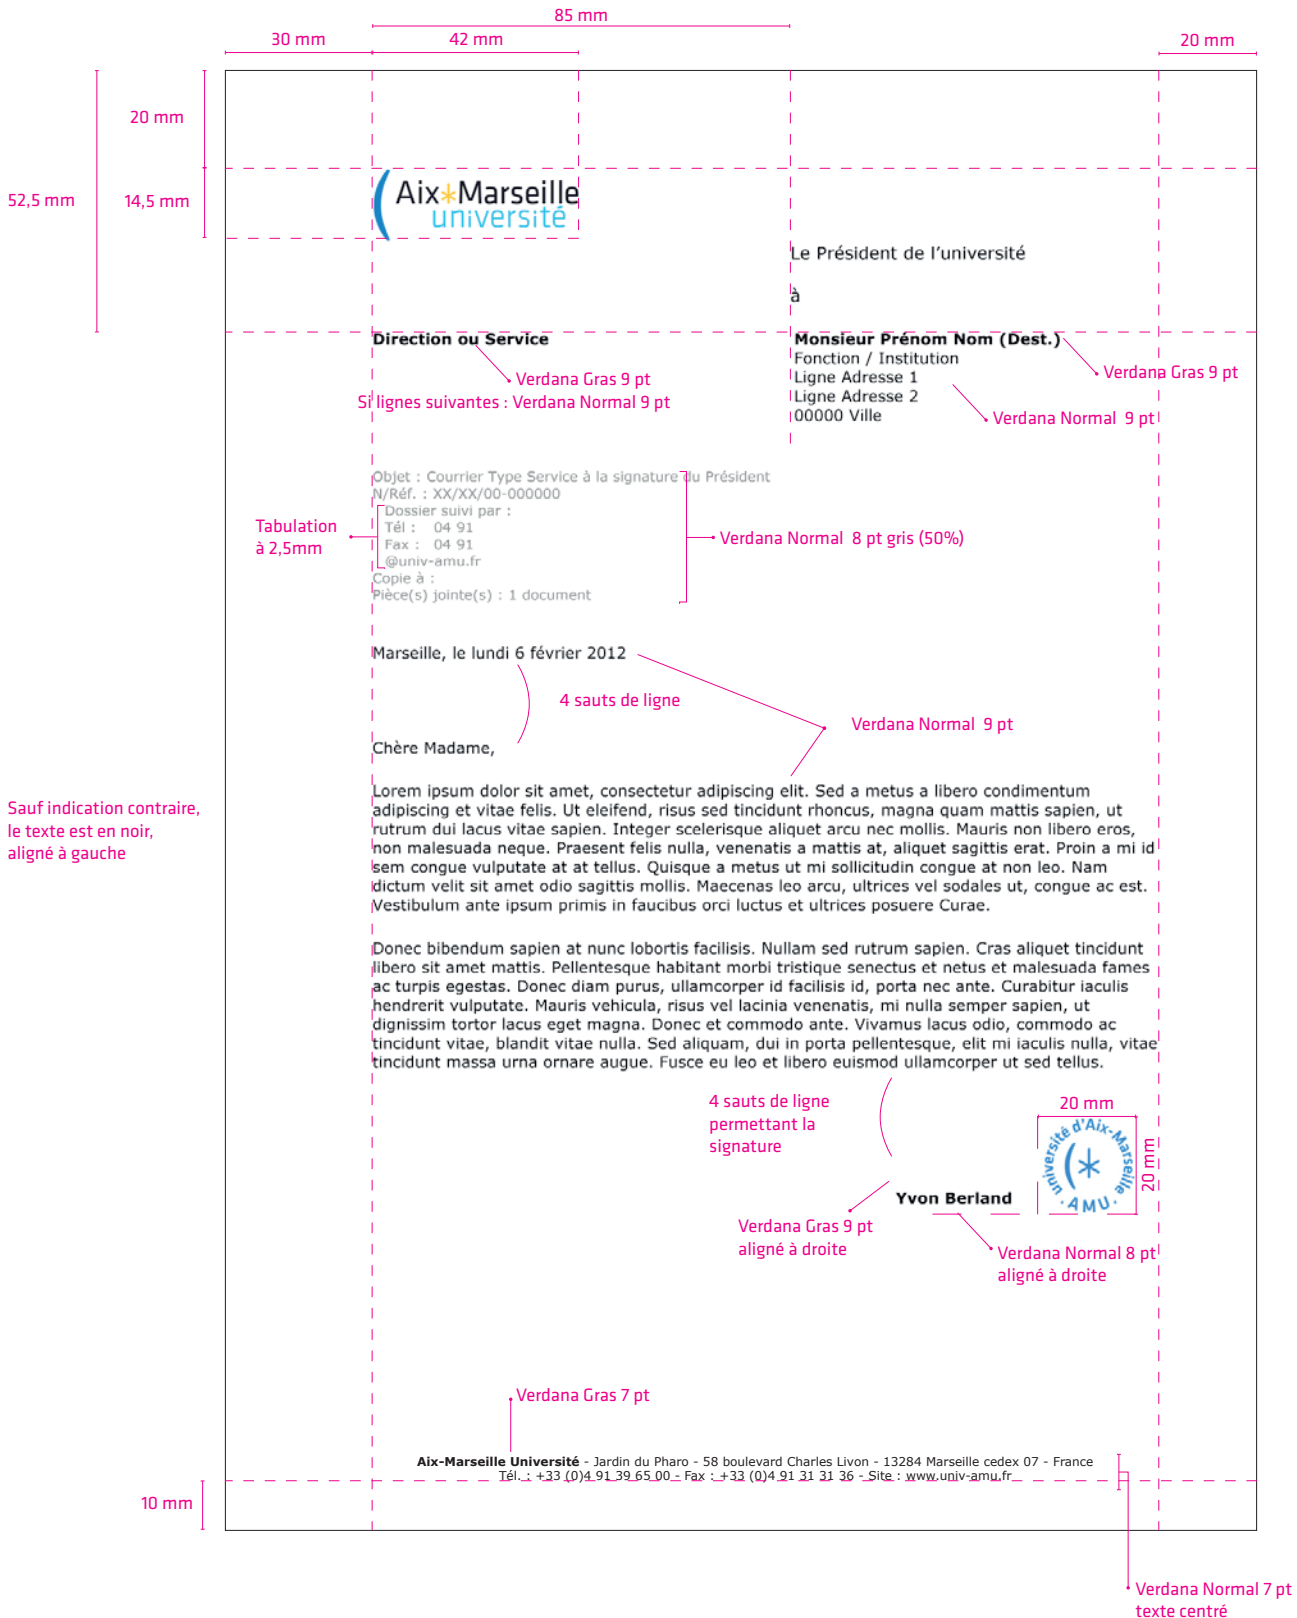 85 mm
30 mm
42 mm
20 mm
20 mm
52,5 mm
14,5 mm
Aix*Marseille
université
Le Président de l'université
à
Direction ou Service
Monsieur Prénom Nom (Dest.)
Fonction / Institution
Ligne Adresse 1
Ligne Adresse 2
00000 Ville
Verdana Gras 9 pt
Si lignes suivantes : Verdana Normal 9 pt
Verdana Gras 9 pt
Verdana Normal 9 pt
Objet : Courrier Type Service à la signature du Président
N/Réf. : XX/XX/00-000000
Dossier suivi par :
Tél : 04 91
Fax : 04 91
@univ-amu.fr
Copie à :
Pièce(s) jointe(s) : 1 document
Tabulation
à 2,5mm
Verdana Normal 8 pt gris (50%)
Marseille, le lundi 6 février 2012
4 sauts de ligne
Verdana Normal 9 pt
Chère Madame,
Sauf indication contraire,
le texte est en noir,
aligné à gauche
Lorem ipsum dolor sit amet, consectetur adipiscing elit. Sed a metus a libero condimentum
adipiscing et vitae felis. Ut eleifend, risus sed tincidunt rhoncus, magna quam mattis sapien, ut
rutrum dui lacus vitae sapien. Integer scelerisque aliquet arcu nec mollis. Mauris non libero eros,
non malesuada neque. Praesent felis nulla, venenatis a mattis at, aliquet sagittis erat. Proin a mi id
sem congue vulputate at at tellus. Quisque a metus ut mi sollicitudin congue at non leo. Nam
dictum velit sit amet odio sagittis mollis. Maecenas leo arcu, ultrices vel sodales ut, congue ac est.
Vestibulum ante ipsum primis in faucibus orci luctus et ultrices posuere Curae.
Donec bibendum sapien at nunc lobortis facilisis. Nullam sed rutrum sapien. Cras aliquet tincidunt
libero sit amet mattis. Pellentesque habitant morbi tristique senectus et netus et malesuada fames
ac turpis egestas. Donec diam purus, ullamcorper id facilisis id, porta nec ante. Curabitur iaculis
hendrerit vulputate. Mauris vehicula, risus vel lacinia venenatis, mi nulla semper sapien, ut
dignissim tortor lacus eget magna. Donec et commodo ante. Vivamus lacus odio, commodo ac
tincidunt vitae, blandit vitae nulla. Sed aliquam, dui in porta pellentesque, elit mi iaculis nulla, vitae
tincidunt massa urna ornare augue. Fusce eu leo et libero euismod ullamcorper ut sed tellus.
4 sauts de ligne
permettant la
signature
20 mm
20 mm
université d'Aix-Marseille
· AMU ·
Yvon Berland
Verdana Gras 9 pt
aligné à droite
Verdana Normal 8 pt
aligné à droite
Verdana Gras 7 pt
Aix-Marseille Université - Jardin du Pharo - 58 boulevard Charles Livon - 13284 Marseille cedex 07 - France
Tél. : +33 (0)4 91 39 65 00 - Fax : +33 (0)4 91 31 31 36 - Site : www.univ-amu.fr
10 mm
Verdana Normal 7 pt
texte centré